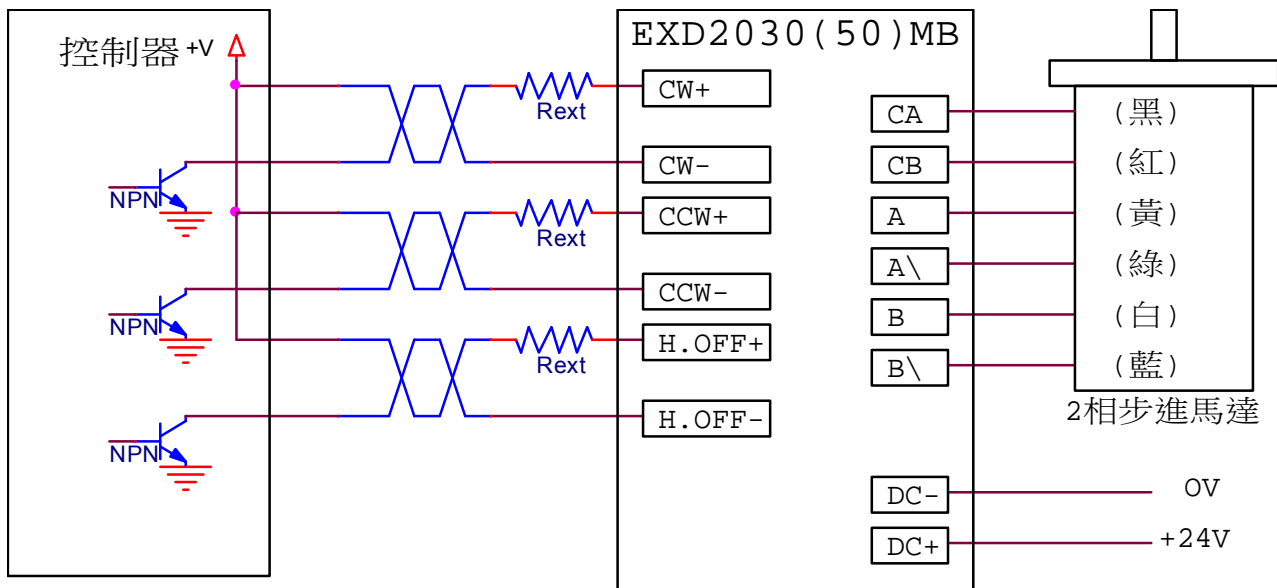 控制器 +V
NPN
NPN
NPN
Rext
Rext
Rext
EXD2030(50)MB
CW+
CW-
CCW+
CCW-
H.OFF+
H.OFF-
CA
CB
A
A\
B
B\
DC-
DC+
(黑)
(紅)
(黃)
(綠)
(白)
(藍)
2相步進馬達
0V
+24V